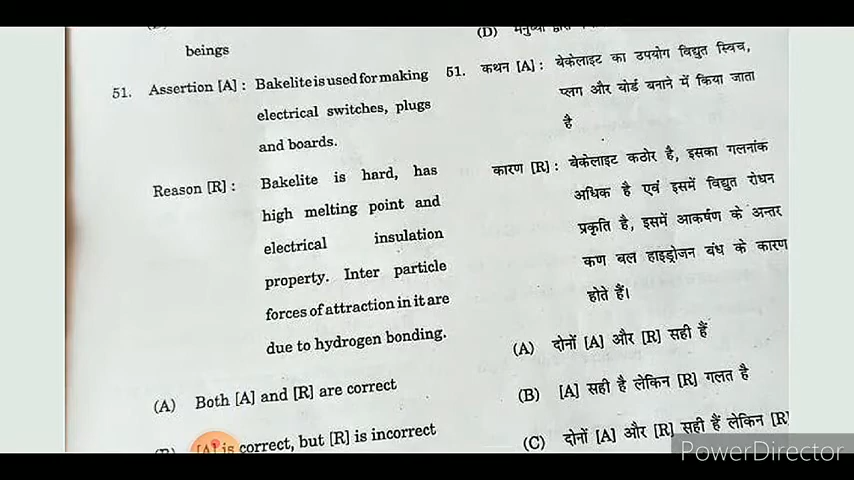 beings
51. Assertion [A] : Bakelite is used for making
electrical switches, plugs
and boards.
Reason [R] : Bakelite is hard, has
high melting point and
electrical insulation
property. Inter particle
forces of attraction in it are
due to hydrogen bonding.
(A) Both [A] and [R] are correct
[A] is correct, but [R] is incorrect
(D) मनुष्यों द्वारा
51. कथन [A] : बेकेलाइट का उपयोग विद्युत स्विच,
प्लग और बोर्ड बनाने में किया जाता
है
कारण [R] : बेकेलाइट कठोर है, इसका गलनांक
अधिक है एवं इसमें विद्युत रोधन
प्रकृति है, इसमें आकर्षण के अन्तर
कण बल हाइड्रोजन बंध के कारण
होते हैं।
(A) दोनों [A] और [R] सही हैं
(B) [A] सही है लेकिन [R] गलत है
(C) दोनों [A] और [R] सही हैं लेकिन [R]
PowerDirector